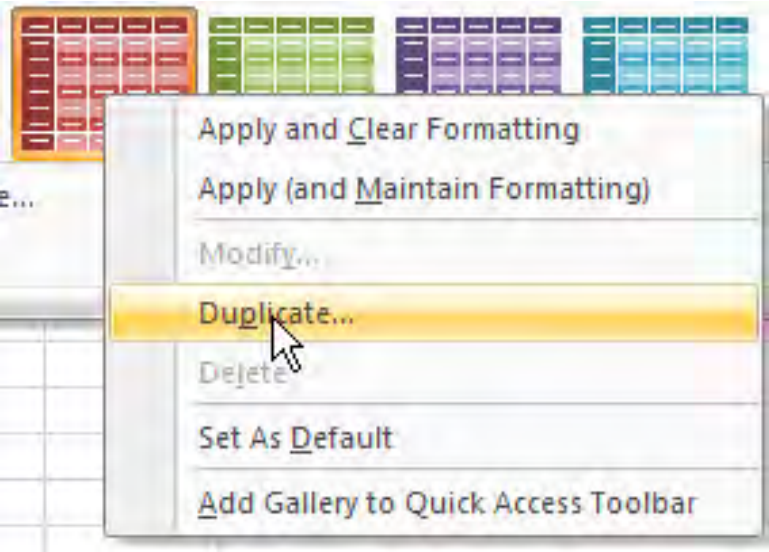 Apply and Clear Formatting
Apply (and Maintain Formatting)
e...
Modify...
Duplicate...
Delete
Set As Default
Add Gallery to Quick Access Toolbar